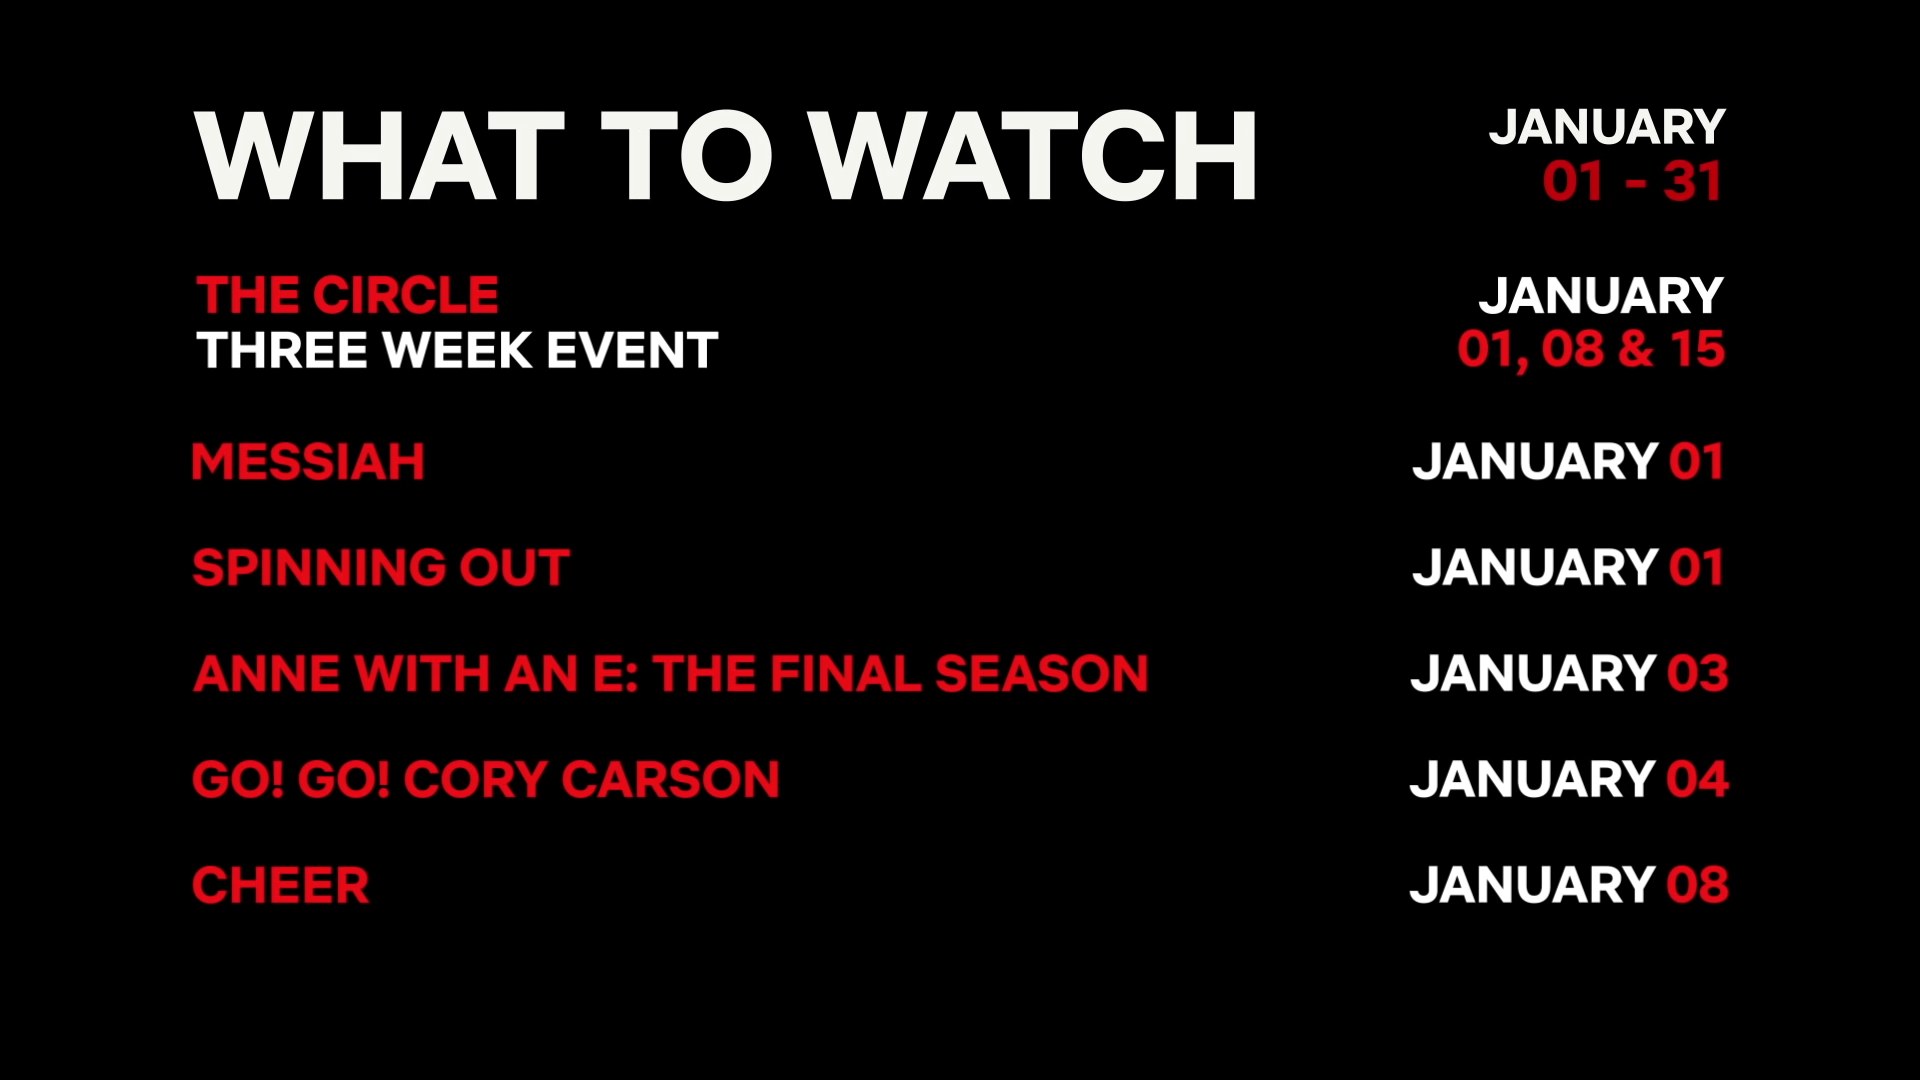 WHAT TO WATCH
JANUARY
01 - 31
THE CIRCLE
THREE WEEK EVENT
JANUARY
01, 08 & 15
MESSIAH
JANUARY 01
SPINNING OUT
JANUARY 01
ANNE WITH AN E: THE FINAL SEASON
JANUARY 03
GO! GO! CORY CARSON
JANUARY 04
CHEER
JANUARY 08